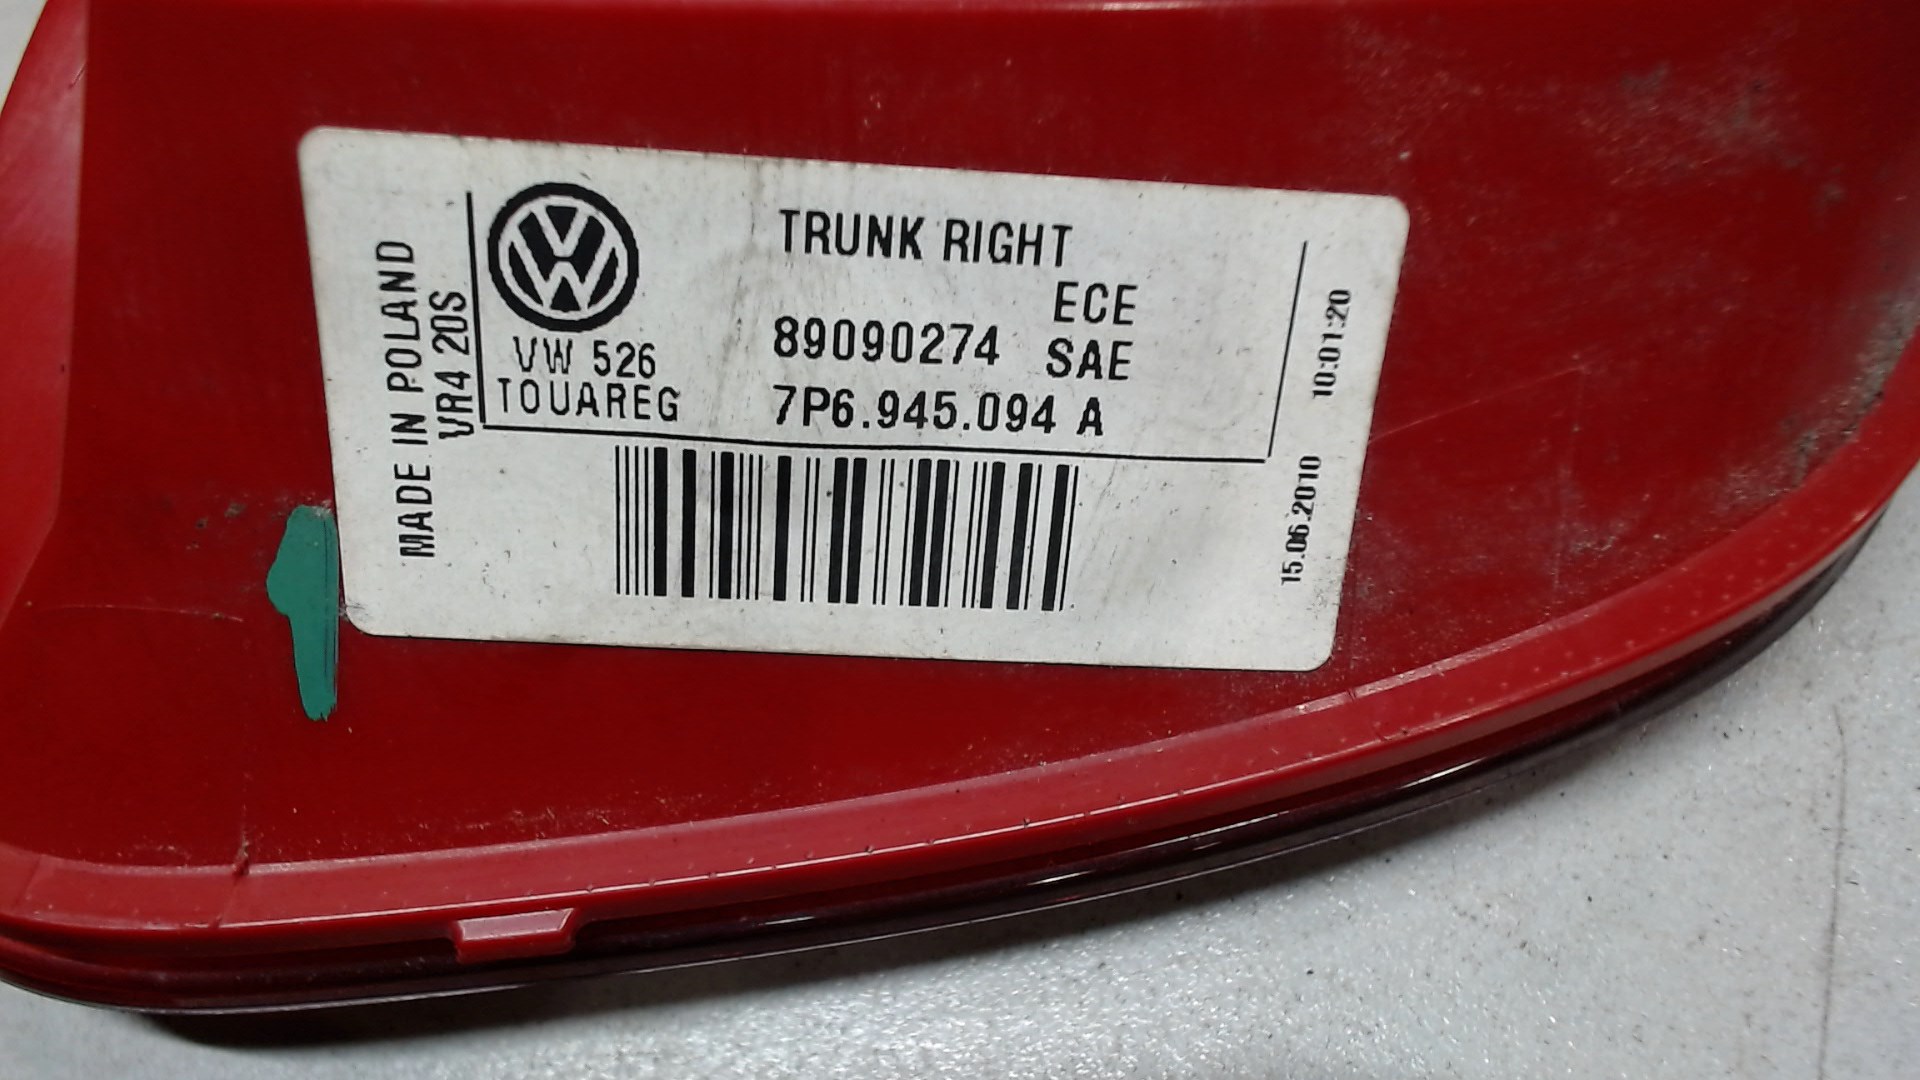 MADE IN POLAND
VR4 20S
VW 526
TOUAREG
TRUNK RIGHT
ECE
89090274 SAE
7P6.945.094 A
15.06.2010 10:01:20